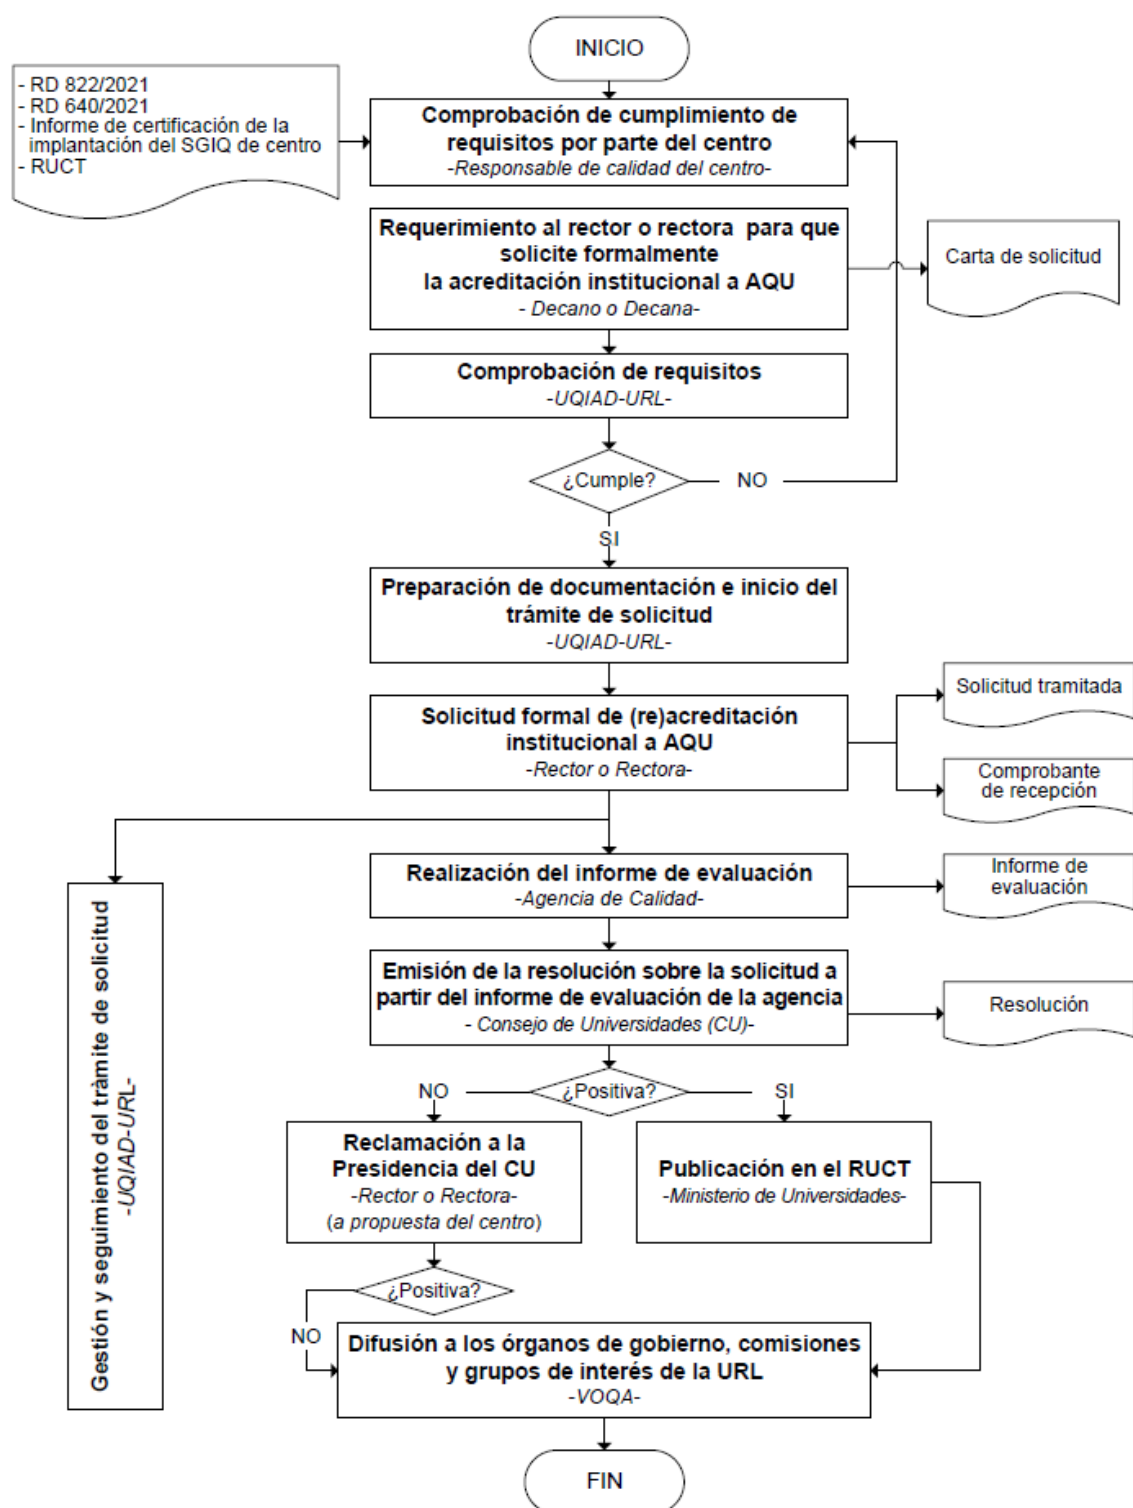 INICIO
- RD 822/2021
- RD 640/2021
- Informe de certificación de la
implantación del SGIQ de centro
- RUCT
Comprobación de cumplimiento de
requisitos por parte del centro
-Responsable de calidad del centro-
Requerimiento al rector o rectora para que
solicite formalmente
la acreditación institucional a AQU
- Decano o Decana-
Carta de solicitud
Comprobación de requisitos
-UQIAD-URL-
¿Cumple?
NO
SI
Preparación de documentación e inicio del
trámite de solicitud
-UQIAD-URL-
Solicitud formal de (re)acreditación
institucional a AQU
-Rector o Rectora-
Solicitud tramitada
Comprobante
de recepción
Gestión y seguimiento del tràmite de solicitud
-UQIAD-URL-
Realización del informe de evaluación
-Agencia de Calidad-
Informe de
evaluación
Emisión de la resolución sobre la solicitud a
partir del informe de evaluación de la agencia
- Consejo de Universidades (CU)-
Resolución
NO
¿Positiva?
SI
Reclamación a la
Presidencia del CU
-Rector o Rectora-
(a propuesta del centro)
Publicación en el RUCT
-Ministerio de Universidades-
¿Positiva?
NO
Difusión a los órganos de gobierno, comisiones
y grupos de interés de la URL
-VOQA-
FIN